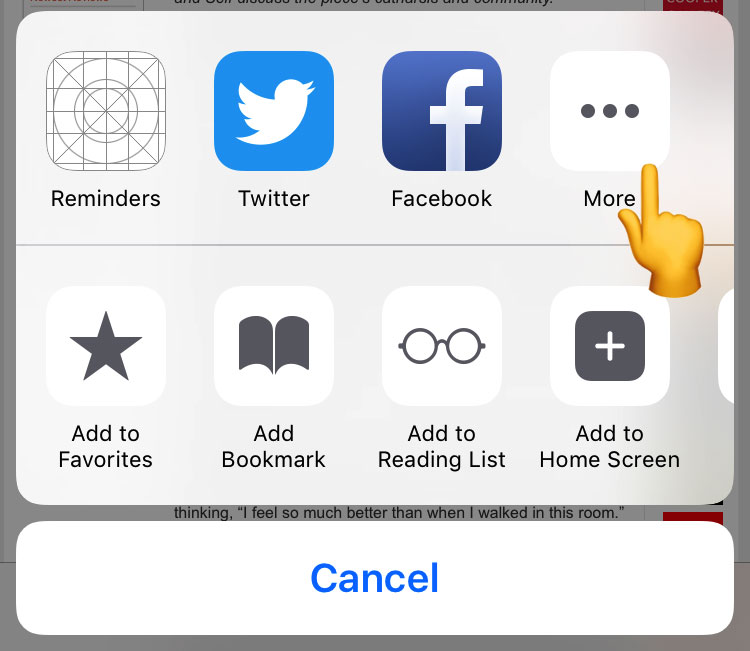 and Self discuss the piece's catharsis and community.
Reminders
Twitter
Facebook
More
Add to
Favorites
Add
Bookmark
Add to
Reading List
Add to
Home Screen
thinking, “I feel so much better than when I walked in this room.”
Cancel